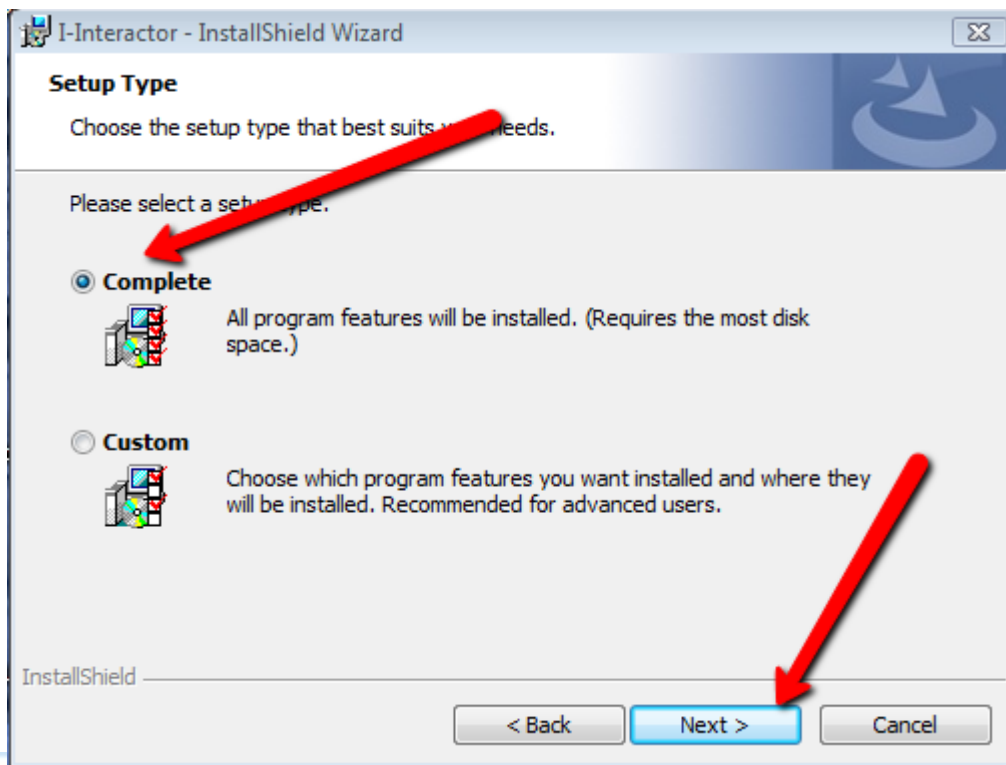 I-Interactor - InstallShield Wizard
Setup Type
Choose the setup type that best suits your needs.
Please select a setup type.
Complete
All program features will be installed. (Requires the most disk
space.)
Custom
Choose which program features you want installed and where they
will be installed. Recommended for advanced users.
InstallShield
< Back
Next >
Cancel